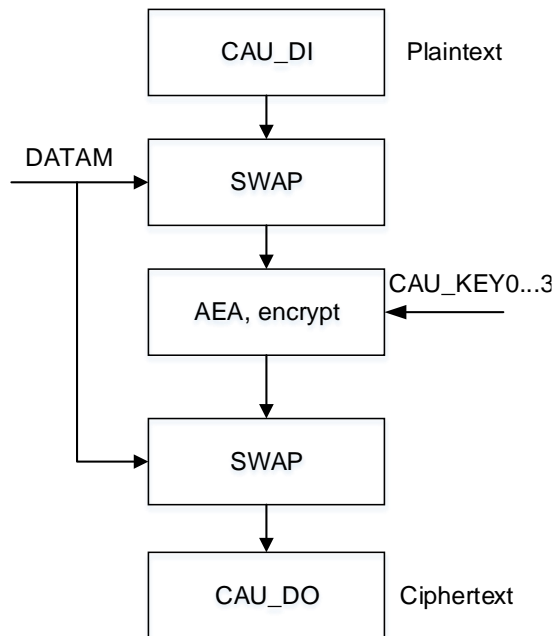 CAU_DI
Plaintext
DATAM
SWAP
CAU_KEY0...3
AEA, encrypt
SWAP
CAU_DO
Ciphertext